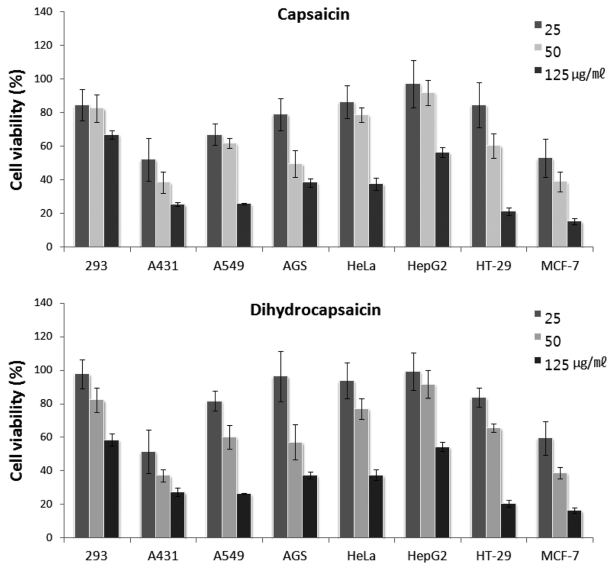 Capsaicin
140
120
100
80
60
40
20
0
Cell viability (%)
25
50
125 μg/㎖
293 A431 A549 AGS HeLa HepG2 HT-29 MCF-7
Dihydrocapsaicin
140
120
100
80
60
40
20
0
Cell viability (%)
25
50
125 μg/㎖
293 A431 A549 AGS HeLa HepG2 HT-29 MCF-7